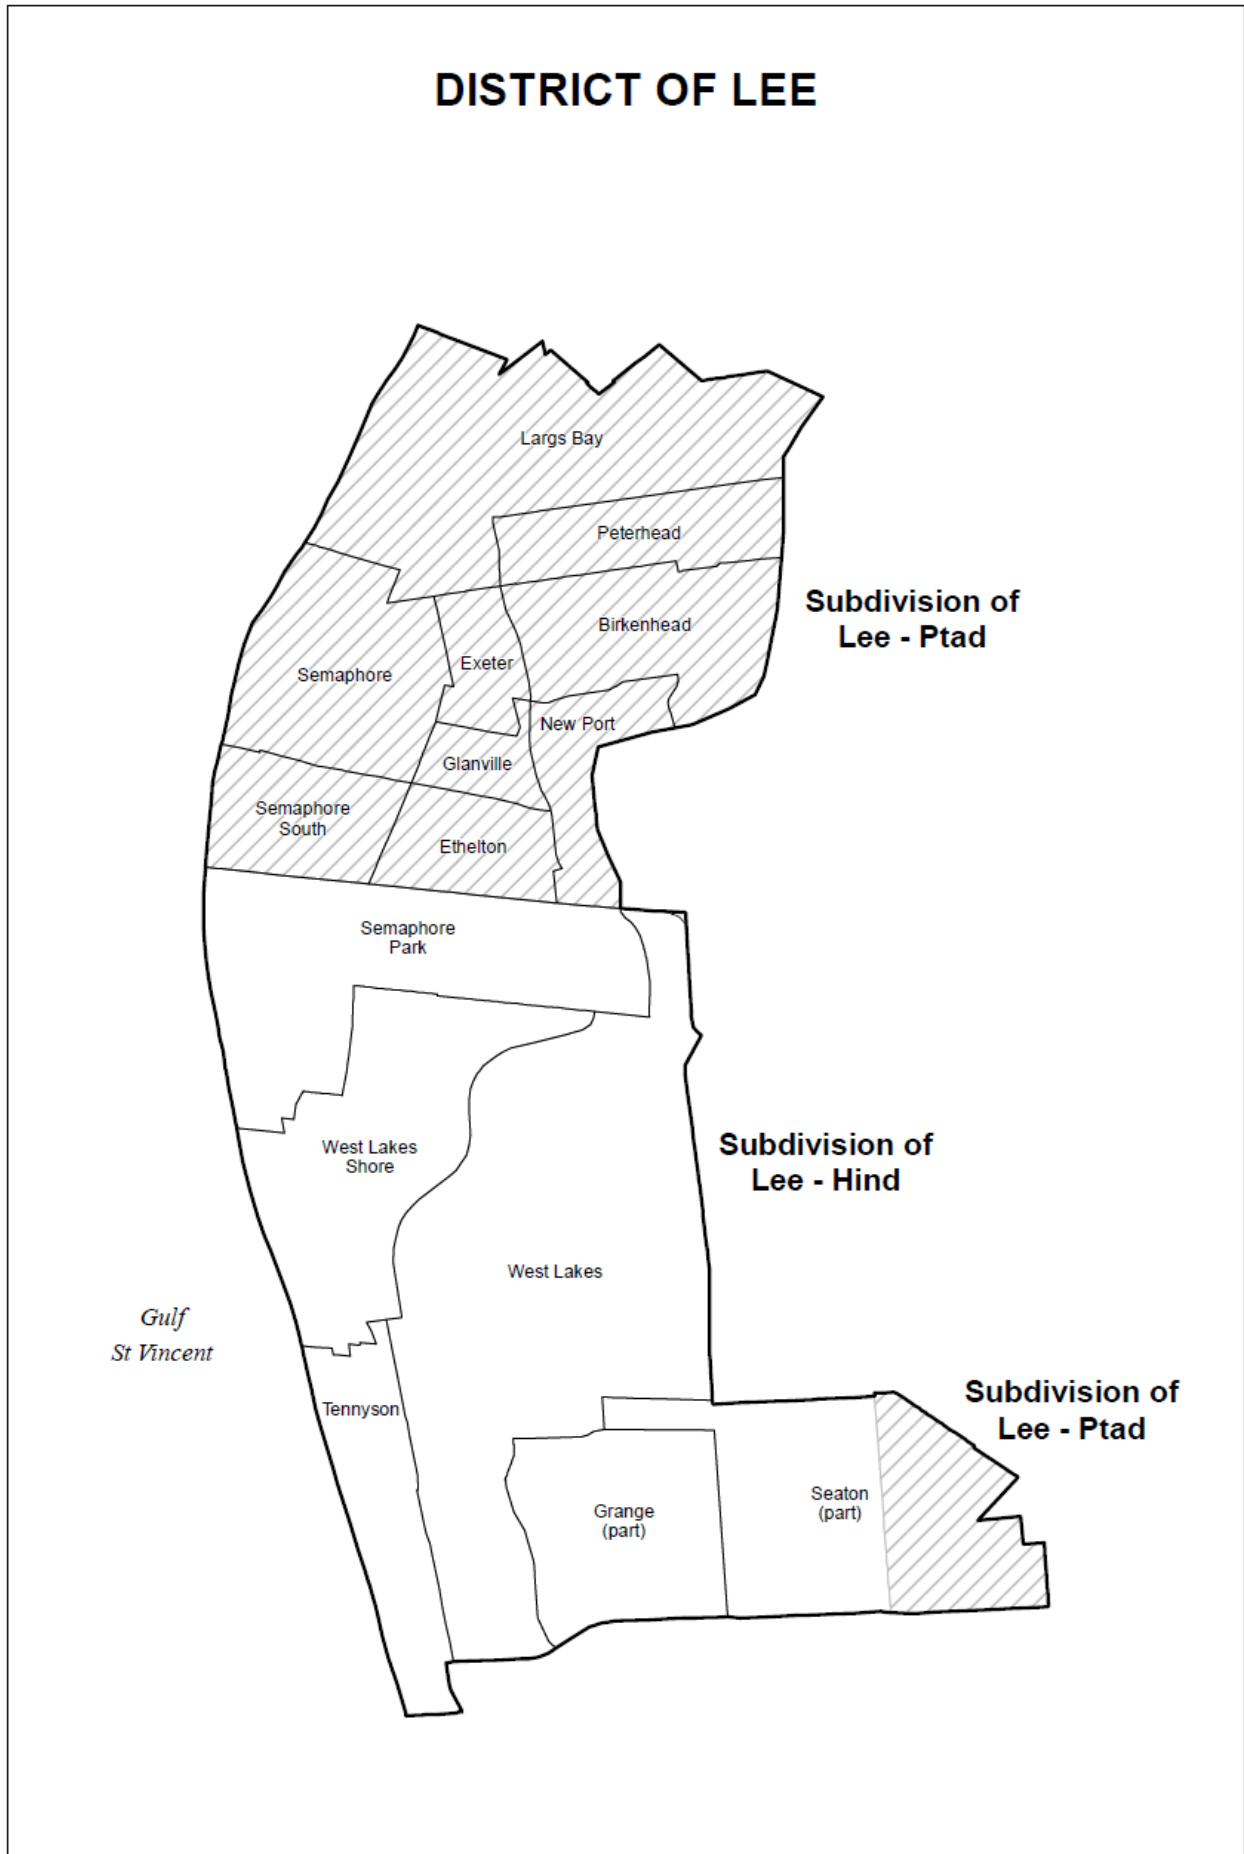 DISTRICT OF LEE
Largs Bay
Peterhead
Subdivision of
Lee - Ptad
Birkenhead
Exeter
Semaphore
New Port
Glanville
Semaphore
South
Ethelton
Semaphore
Park
Subdivision of
Lee - Hind
West Lakes
Shore
West Lakes
Gulf
St Vincent
Subdivision of
Lee - Ptad
Tennyson
Seaton
(part)
Grange
(part)